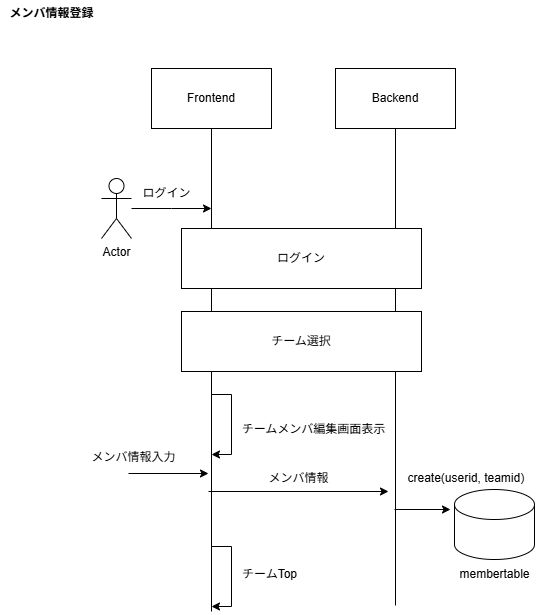 メンバ情報登録
Frontend
Backend
ログイン
Actor
ログイン
チーム選択
チームメンバ編集画面表示
メンバ情報入力
メンバ情報
create(userid, teamid)
membertable
チームTop